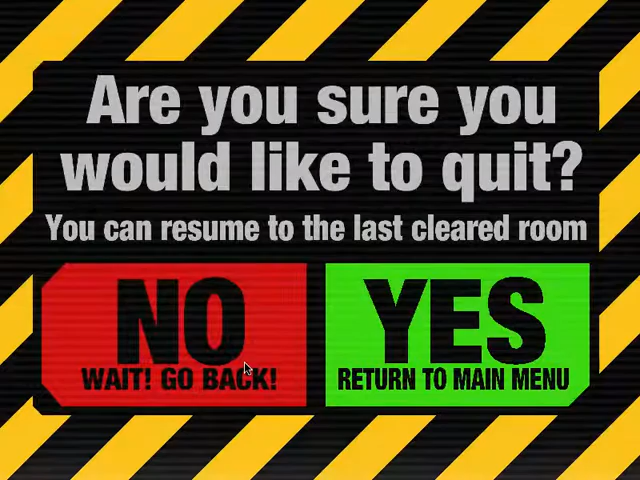 Are you sure you
would like to quit?
You can resume to the last cleared room
NO
WAIT! GO BACK!
YES
RETURN TO MAIN MENU